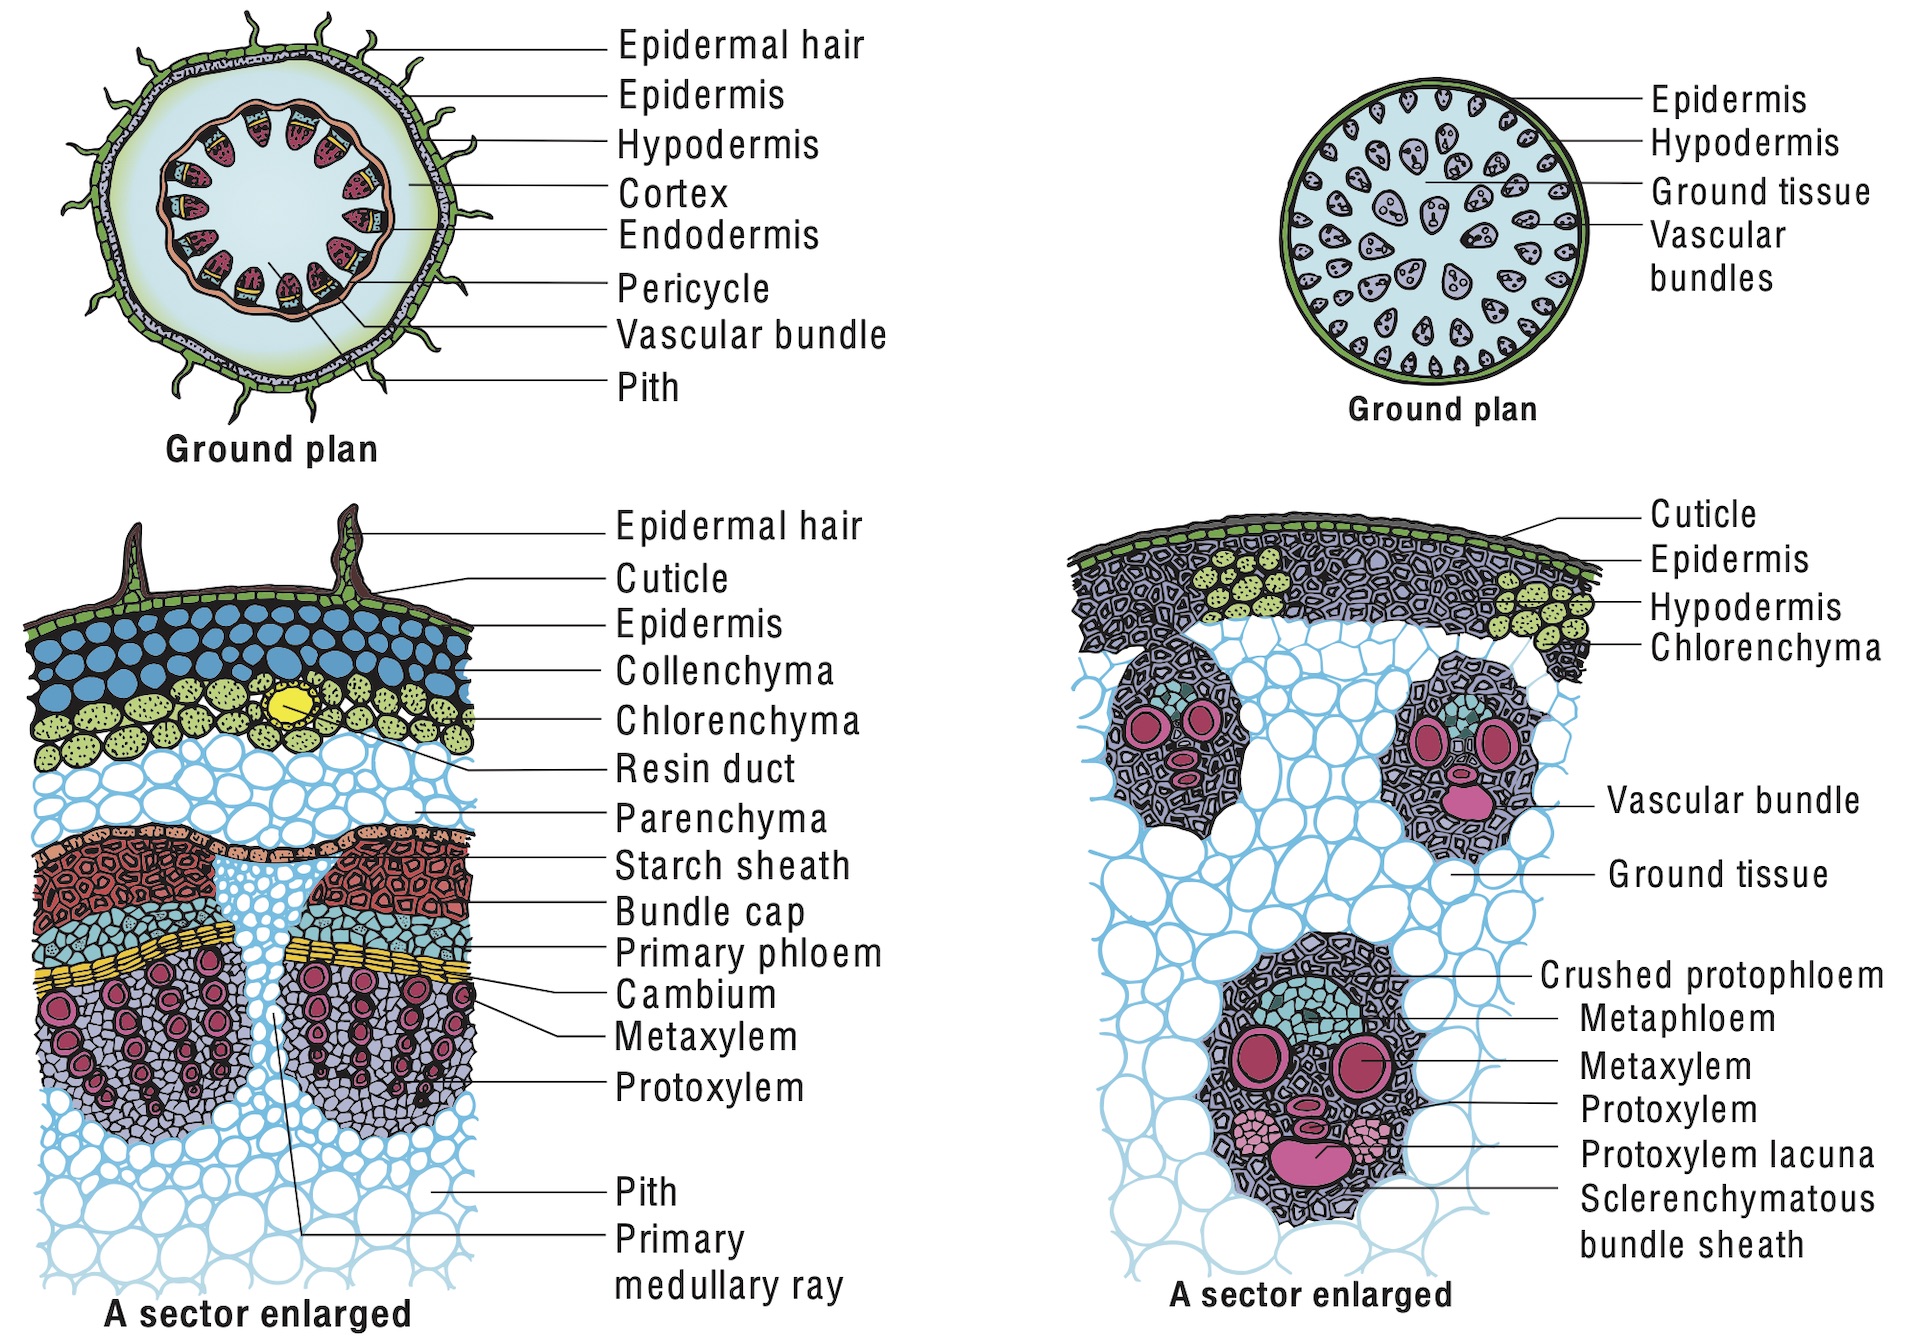 Epidermal hair
Epidermis
Hypodermis
Cortex
Endodermis
Pericycle
Vascular bundle
Pith
Ground plan
Epidermis
Hypodermis
Ground tissue
Vascular
bundles
Ground plan
Epidermal hair
Cuticle
Epidermis
Collenchyma
Chlorenchyma
Resin duct
Parenchyma
Starch sheath
Bundle cap
Primary phloem
Cambium
Metaxylem
Protoxylem
Pith
Primary
medullary ray
A sector enlarged
Cuticle
Epidermis
Hypodermis
Chlorenchyma
Vascular bundle
Ground tissue
Crushed protophloem
Metaphloem
Metaxylem
Protoxylem
Protoxylem lacuna
Sclerenchymatous
bundle sheath
A sector enlarged